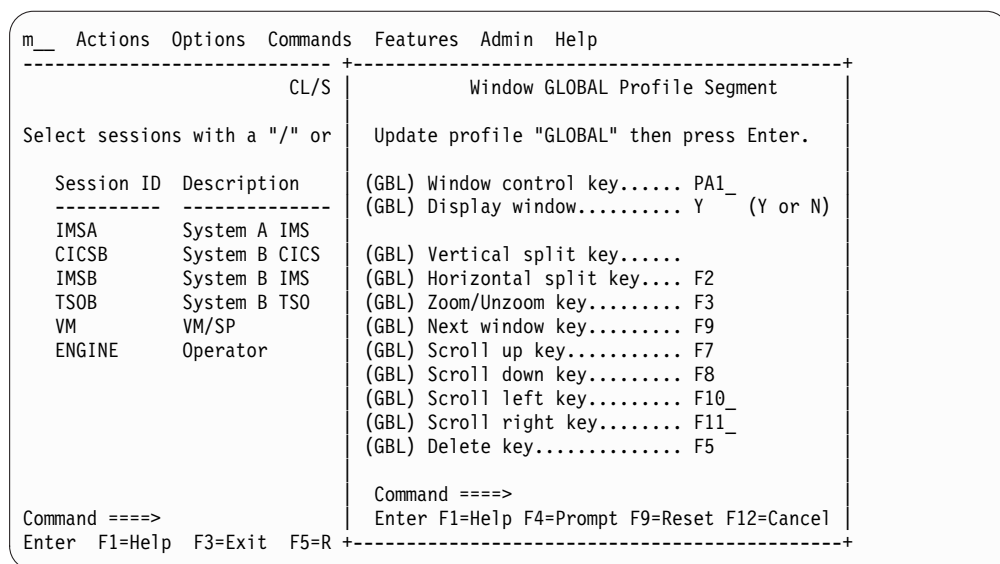 m__  Actions  Options  Commands  Features  Admin  Help
----------------------------- +----------------------------------------------+
                         CL/S |           Window GLOBAL Profile Segment      |
                              |                                              |
Select sessions with a "/" or |  Update profile "GLOBAL" then press Enter.   |
                              |                                              |
   Session ID  Description    | (GBL) Window control key...... PA1_          |
   ----------  -------------- | (GBL) Display window.......... Y    (Y or N) |
   IMSA        System A IMS   |                                              |
   CICSB       System B CICS  | (GBL) Vertical split key......               |
   IMSB        System B IMS   | (GBL) Horizontal split key.... F2            |
   TSOB        System B TSO   | (GBL) Zoom/Unzoom key......... F3            |
   VM          VM/SP          | (GBL) Next window key......... F9            |
   ENGINE      Operator       | (GBL) Scroll up key........... F7            |
                              | (GBL) Scroll down key......... F8            |
                              | (GBL) Scroll left key......... F10_          |
                              | (GBL) Scroll right key........ F11_          |
                              | (GBL) Delete key.............. F5            |
                              |                                              |
                              |  Command ====>                               |
Command ====>                 |  Enter F1=Help F4=Prompt F9=Reset F12=Cancel |
Enter  F1=Help  F3=Exit  F5=R +----------------------------------------------+